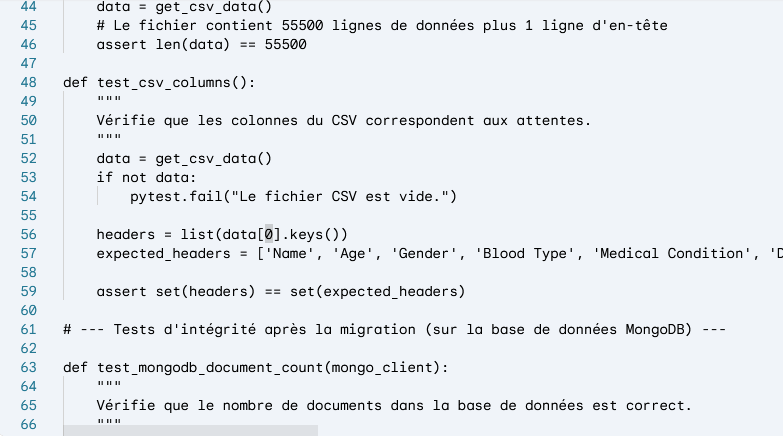 44 data = get_csv_data()
45 # Le fichier contient 55500 lignes de données plus 1 ligne d'en-tête
46 assert len(data) == 55500
47
48 def test_csv_columns():
49 """
50 Vérifie que les colonnes du CSV correspondent aux attentes.
51 """
52 data = get_csv_data()
53 if not data:
54 pytest.fail("Le fichier CSV est vide.")
55
56 headers = list(data[0].keys())
57 expected_headers = ['Name', 'Age', 'Gender', 'Blood Type', 'Medical Condition', 'D
58
59 assert set(headers) == set(expected_headers)
60
61 # --- Tests d'intégrité après la migration (sur la base de données MongoDB) ---
62
63 def test_mongodb_document_count(mongo_client):
64 """
65 Vérifie que le nombre de documents dans la base de données est correct.
66 """